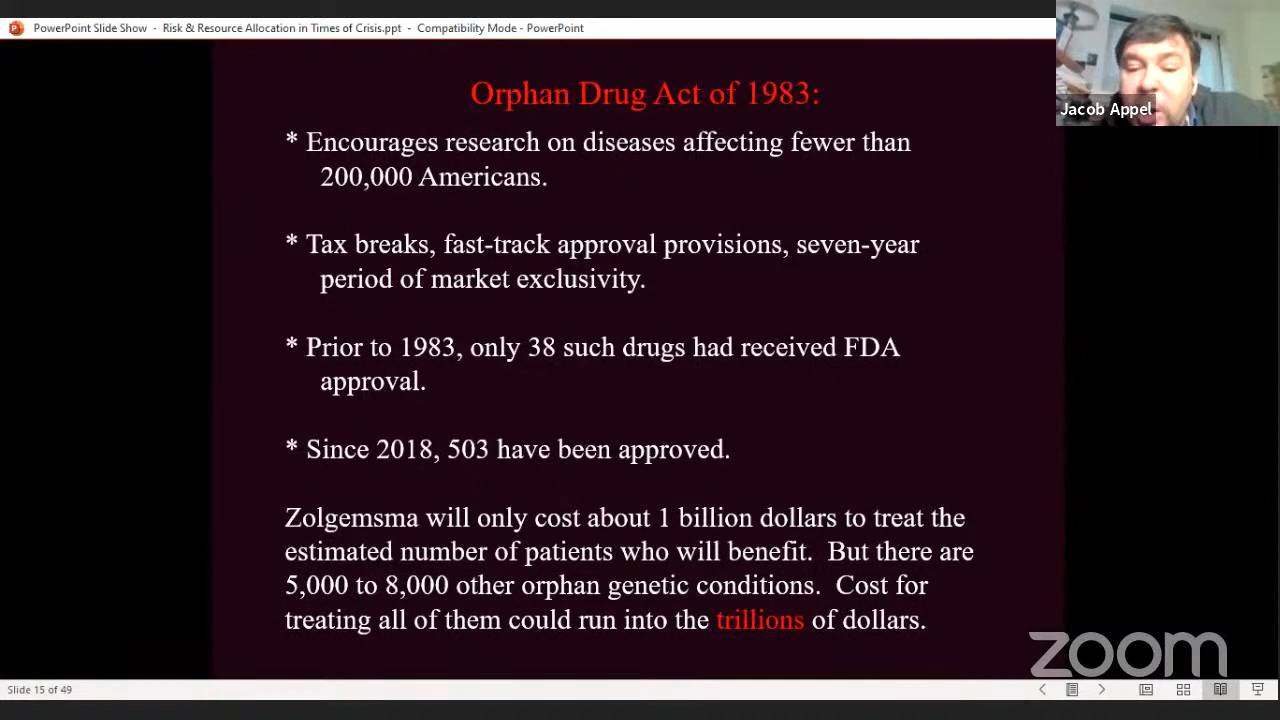 PowerPoint Slide Show - Risk & Resource Allocation in Times of Crisis.ppt - Compatibility Mode - PowerPoint
Jacob Appel
Orphan Drug Act of 1983:
* Encourages research on diseases affecting fewer than
200,000 Americans.
* Tax breaks, fast-track approval provisions, seven-year
period of market exclusivity.
* Prior to 1983, only 38 such drugs had received FDA
approval.
* Since 2018, 503 have been approved.
Zolgemsma will only cost about 1 billion dollars to treat the
estimated number of patients who will benefit. But there are
5,000 to 8,000 other orphan genetic conditions. Cost for
treating all of them could run into the trillions of dollars.
zoom
Slide 15 of 49